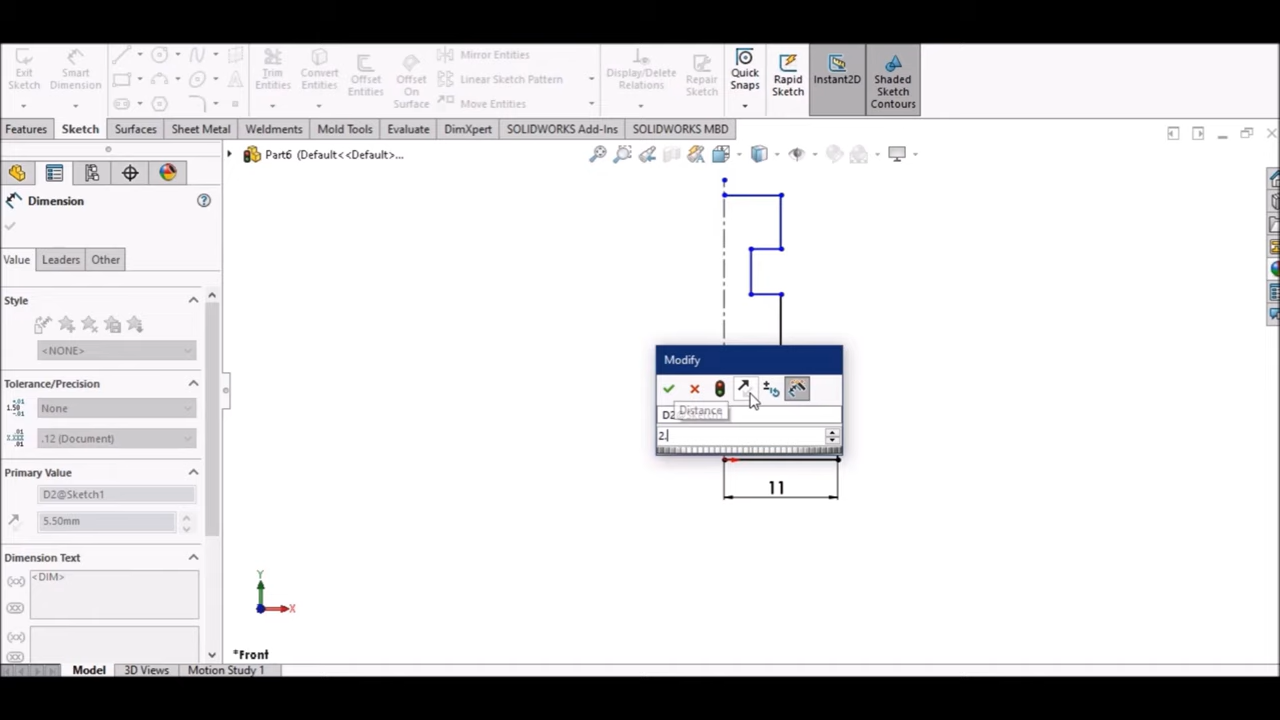 Exit Sketch
Smart Dimension
Trim Entities
Convert Entities
Offset Entities
Offset On Surface
Mirror Entities
Linear Sketch Pattern
Move Entities
Display/Delete Relations
Repair Sketch
Quick Snaps
Rapid Sketch
Instant2D
Shaded Sketch Contours
Features Sketch Surfaces Sheet Metal Weldments Mold Tools Evaluate DimXpert SOLIDWORKS Add-Ins SOLIDWORKS MBD
Part6 (Default<<Default>...
Dimension
Value Leaders Other
Style
<NONE>
Tolerance/Precision
1.50 None
.12 (Document)
Primary Value
D2@Sketch1
5.50mm
Dimension Text
<DIM>
Modify
Distance
2.
11
Y
X
*Front
Model 3D Views Motion Study 1